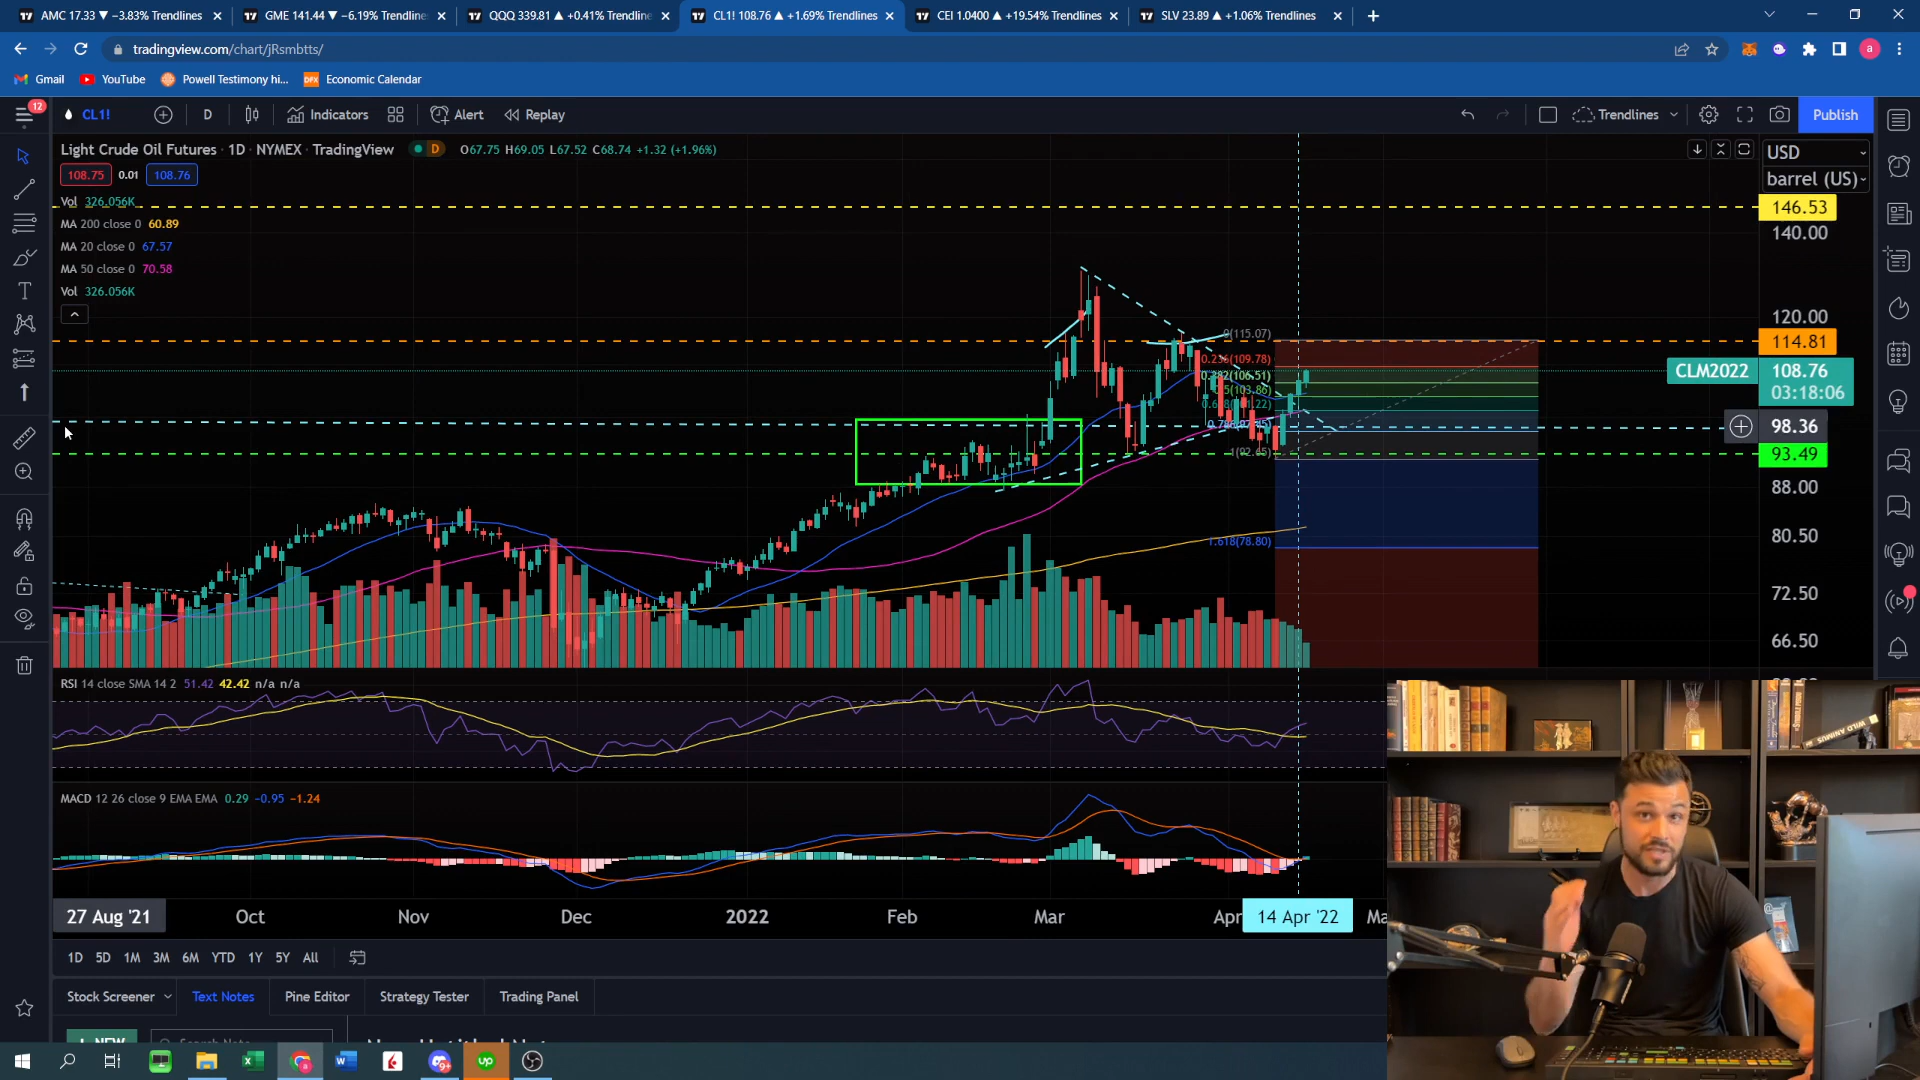 AMC 17.33 ▼ −3.83% Trendlines
GME 141.44 ▼ −6.19% Trendline
QQQ 339.81 ▲ +0.41% Trendline
CL1! 108.76 ▲ +1.69% Trendlines
CEI 1.0400 ▲ +19.54% Trendlines
SLV 23.89 ▲ +1.06% Trendlines
tradingview.com/chart/jRsmbtts/
a
Gmail
YouTube
Powell Testimony hi...
Economic Calendar
12
CL1!
D
Indicators
Alert
Replay
Trendlines
Publish
Light Crude Oil Futures · 1D · NYMEX · TradingView
D
O67.75 H69.05 L67.52 C68.74 +1.32 (+1.96%)
USD
108.75
0.01
108.76
barrel (US)
Vol 326.056K
MA 200 close 0 60.89
MA 20 close 0 67.57
MA 50 close 0 70.58
Vol 326.056K
146.53
140.00
120.00
114.81
CLM2022
108.76
03:18:06
98.36
93.49
88.00
80.50
72.50
66.50
0(115.07)
0.236(109.78)
0.382(106.51)
0.5(103.86)
1(92.65)
1.618(78.80)
RSI 14 close SMA 14 2 51.42 42.42 n/a n/a
MACD 12 26 close 9 EMA EMA 0.29 −0.95 −1.24
27 Aug '21
Oct
Nov
Dec
2022
Feb
Mar
Apr
14 Apr '22
Ma
1D 5D 1M 3M 6M YTD 1Y 5Y All
Stock Screener
Text Notes
Pine Editor
Strategy Tester
Trading Panel
WILD ANIMUS
up
9+